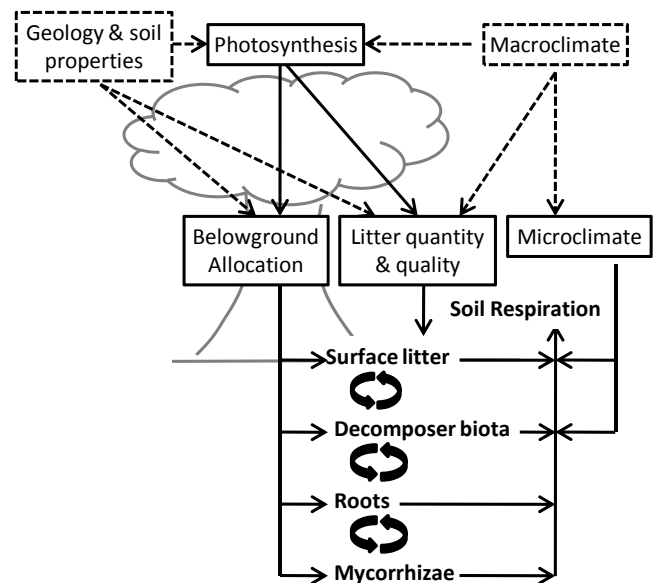 Geology & soil
properties
Photosynthesis
Macroclimate
Belowground
Allocation
Litter quantity
& quality
Microclimate
Soil Respiration
Surface litter
Decomposer biota
Roots
Mycorrhizae